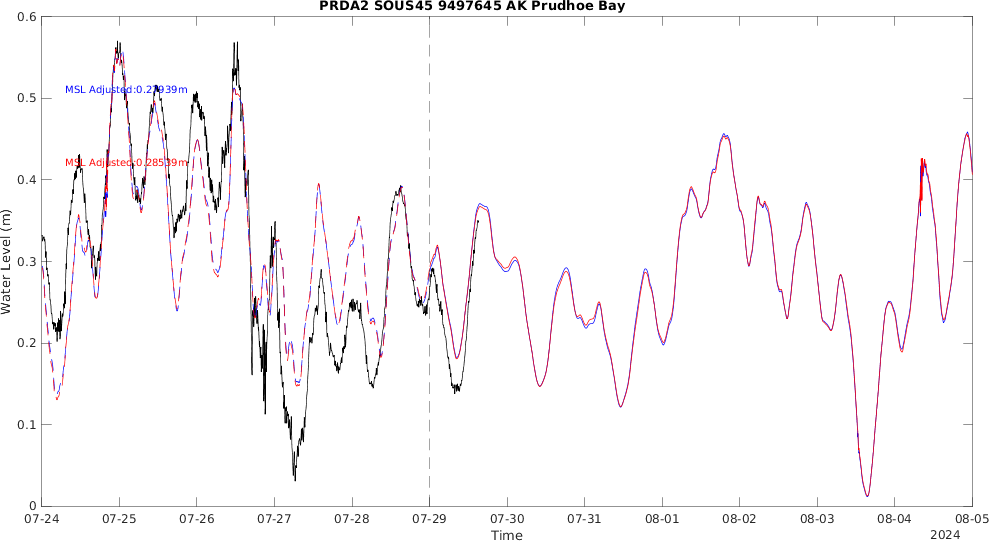 PRDA2 SOUS45 9497645 AK Prudhoe Bay
0.6
0.5
0.4
0.3
0.2
0.1
0
Water Level (m)
MSL Adjusted:0.27939m
MSL Adjusted:0.28539m
07-24 07-25 07-26 07-27 07-28 07-29 07-30 07-31 08-01 08-02 08-03 08-04 08-05
Time
2024